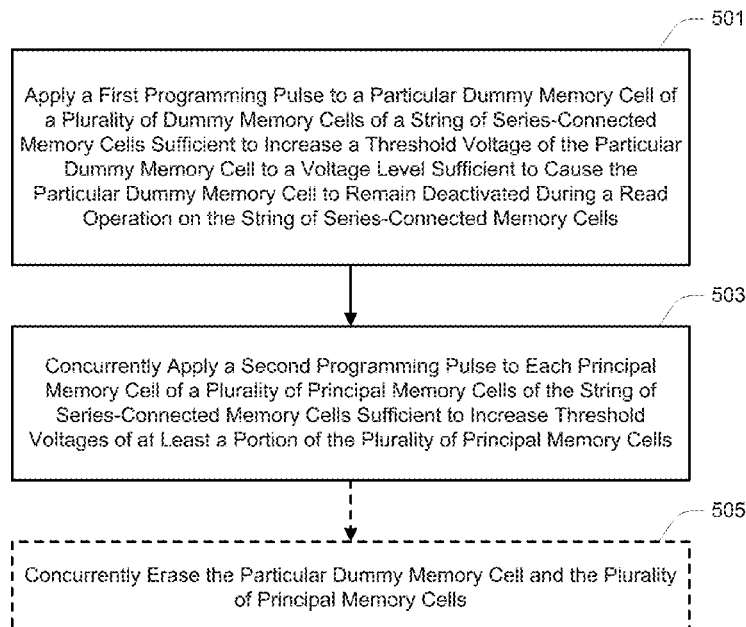 501
Apply a First Programming Pulse to a Particular Dummy Memory Cell of
a Plurality of Dummy Memory Cells of a String of Series-Connected
Memory Cells Sufficient to Increase a Threshold Voltage of the Particular
Dummy Memory Cell to a Voltage Level Sufficient to Cause the
Particular Dummy Memory Cell to Remain Deactivated During a Read
Operation on the String of Series-Connected Memory Cells
503
Concurrently Apply a Second Programming Pulse to Each Principal
Memory Cell of a Plurality of Principal Memory Cells of the String of
Series-Connected Memory Cells Sufficient to Increase Threshold
Voltages of at Least a Portion of the Plurality of Principal Memory Cells
505
Concurrently Erase the Particular Dummy Memory Cell and the Plurality
of Principal Memory Cells